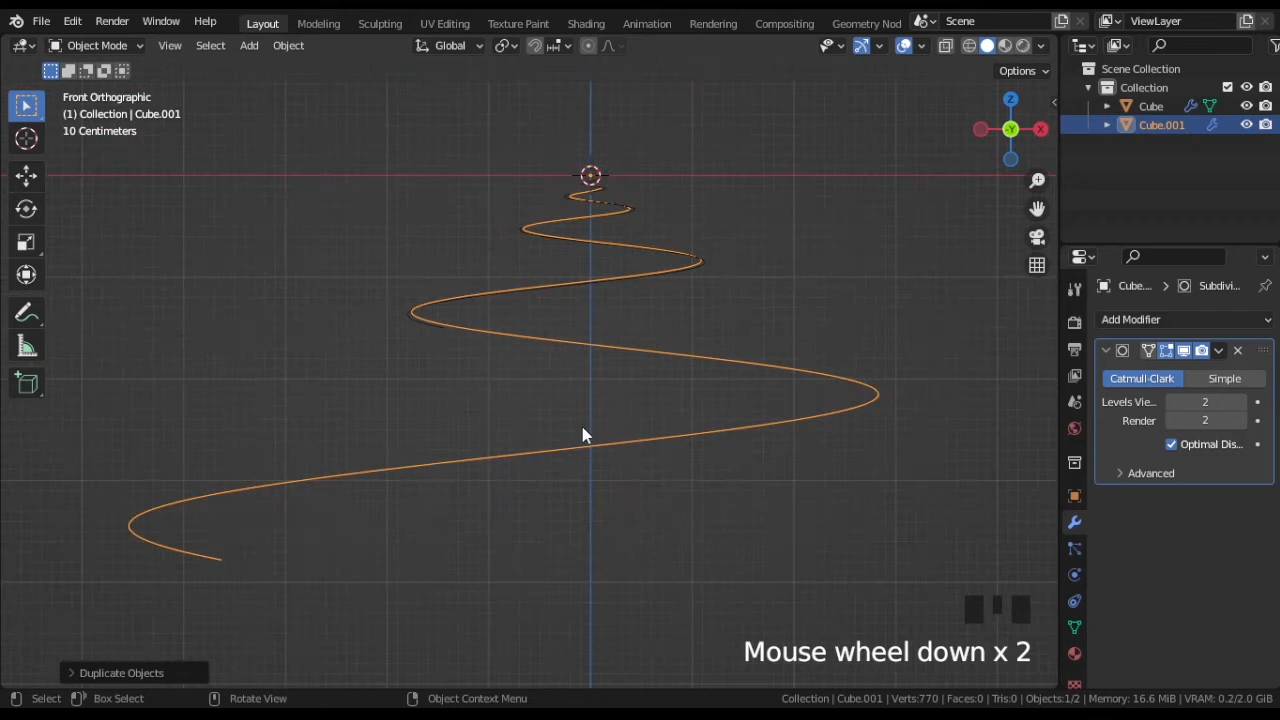 File Edit Render Window Help Layout Modeling Sculpting UV Editing Texture Paint Shading Animation Rendering Compositing Geometry Nod Scene ViewLayer
Object Mode View Select Add Object Global
Options
Front Orthographic
(1) Collection | Cube.001
10 Centimeters
Z
-Y
X
Scene Collection
Collection
Cube
Cube.001
Cube.... > Subdivi...
Add Modifier
Catmull-Clark Simple
Levels Vie... 2
Render 2
Optimal Dis...
Advanced
Mouse wheel down x 2
Duplicate Objects
Select Box Select Rotate View Object Context Menu Collection | Cube.001 | Verts:770 | Faces:0 | Tris:0 | Objects:1/2 | Memory: 16.6 MiB | VRAM: 0.2/2.0 GiB